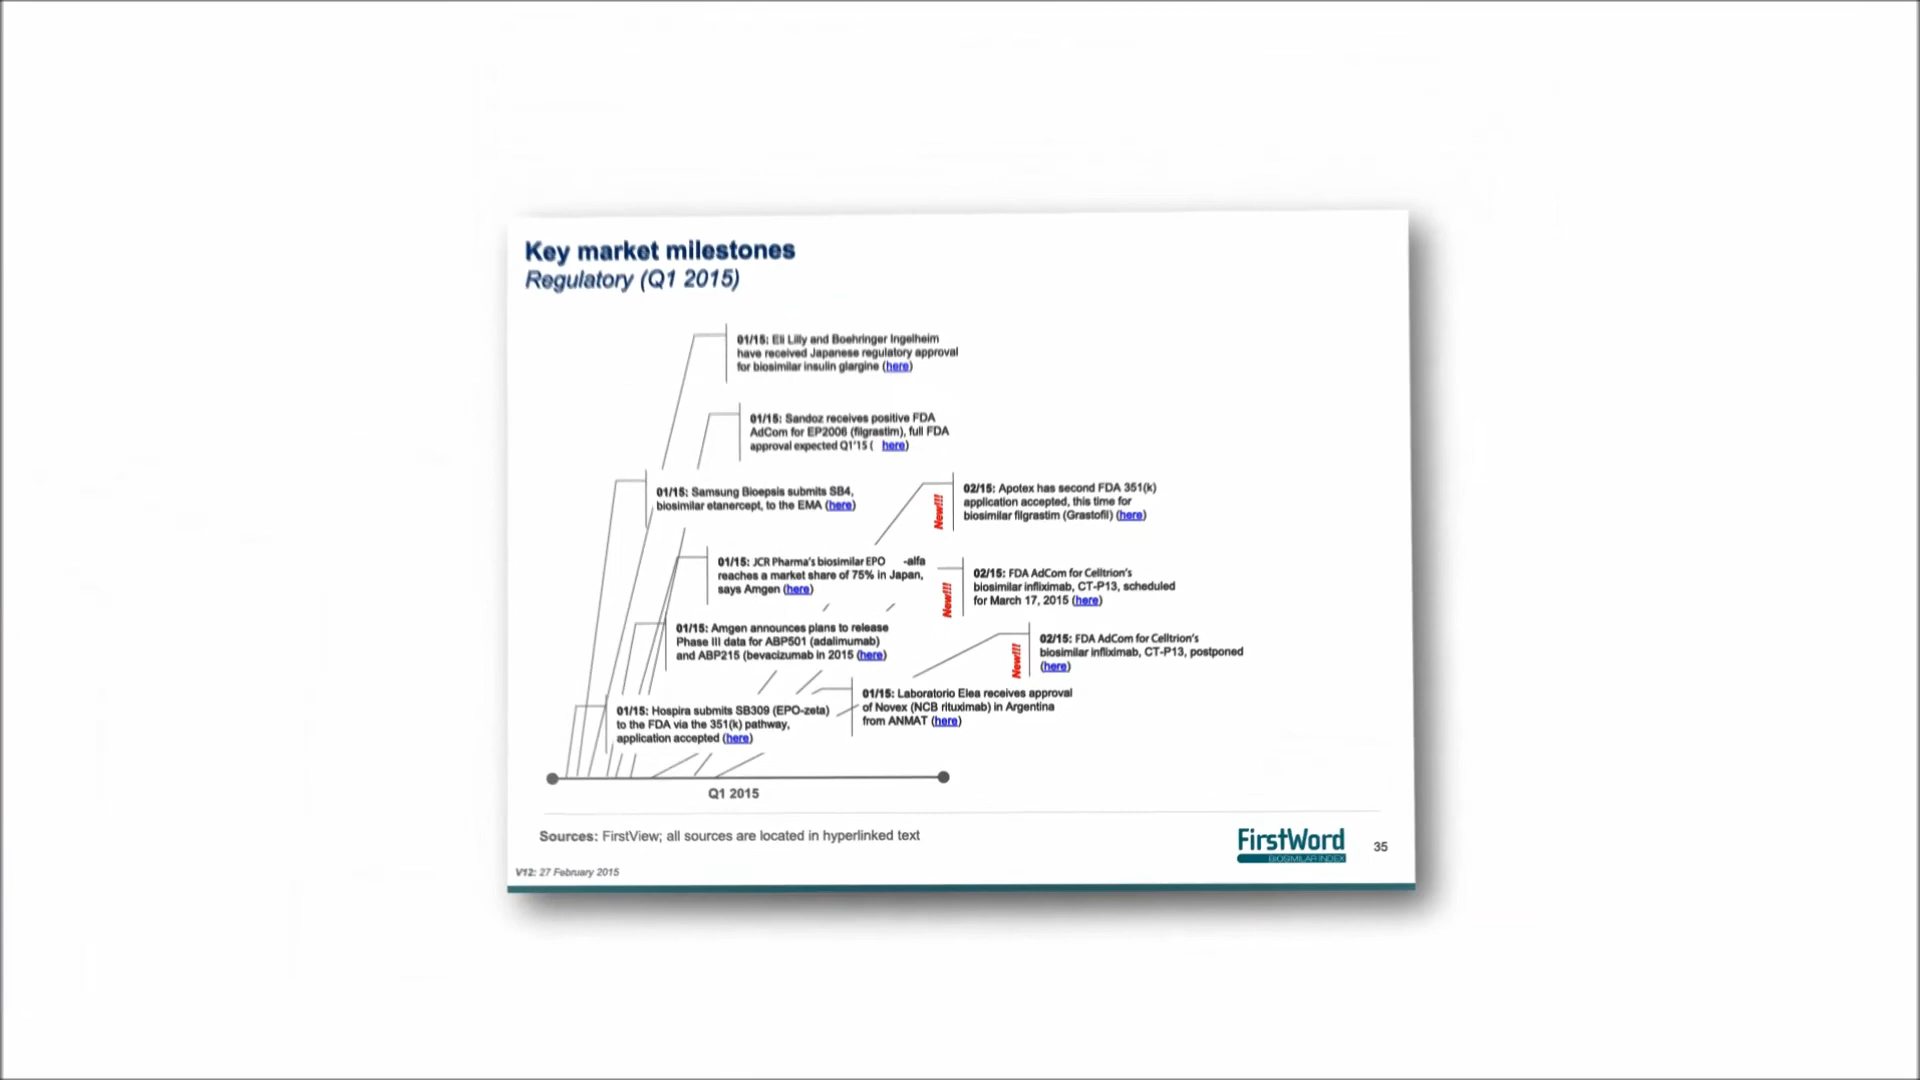 Key market milestones
Regulatory (Q1 2015)
01/15: Eli Lilly and Boehringer Ingelheim
have received Japanese regulatory approval
for biosimilar insulin glargine (here)
01/15: Sandoz receives positive FDA
AdCom for EP2006 (filgrastim), full FDA
approval expected Q1'15 ( here)
01/15: Samsung Bioepsis submits SB4,
biosimilar etanercept, to the EMA (here)
02/15: Apotex has second FDA 351(k)
application accepted, this time for
biosimilar filgrastim (Grastofil) (here)
New!!!
01/15: JCR Pharma's biosimilar EPO -alfa
reaches a market share of 75% in Japan,
says Amgen (here)
02/15: FDA AdCom for Celltrion's
biosimilar infliximab, CT-P13, scheduled
for March 17, 2015 (here)
New!!!
01/15: Amgen announces plans to release
Phase III data for ABP501 (adalimumab)
and ABP215 (bevacizumab in 2015 (here)
02/15: FDA AdCom for Celltrion's
biosimilar infliximab, CT-P13, postponed
(here)
New!!!
01/15: Laboratorio Elea receives approval
of Novex (NCB rituximab) in Argentina
from ANMAT (here)
01/15: Hospira submits SB309 (EPO-zeta)
to the FDA via the 351(k) pathway,
application accepted (here)
Q1 2015
Sources: FirstView; all sources are located in hyperlinked text
FirstWord
BIOSIMILAR INDEX
35
V12: 27 February 2015